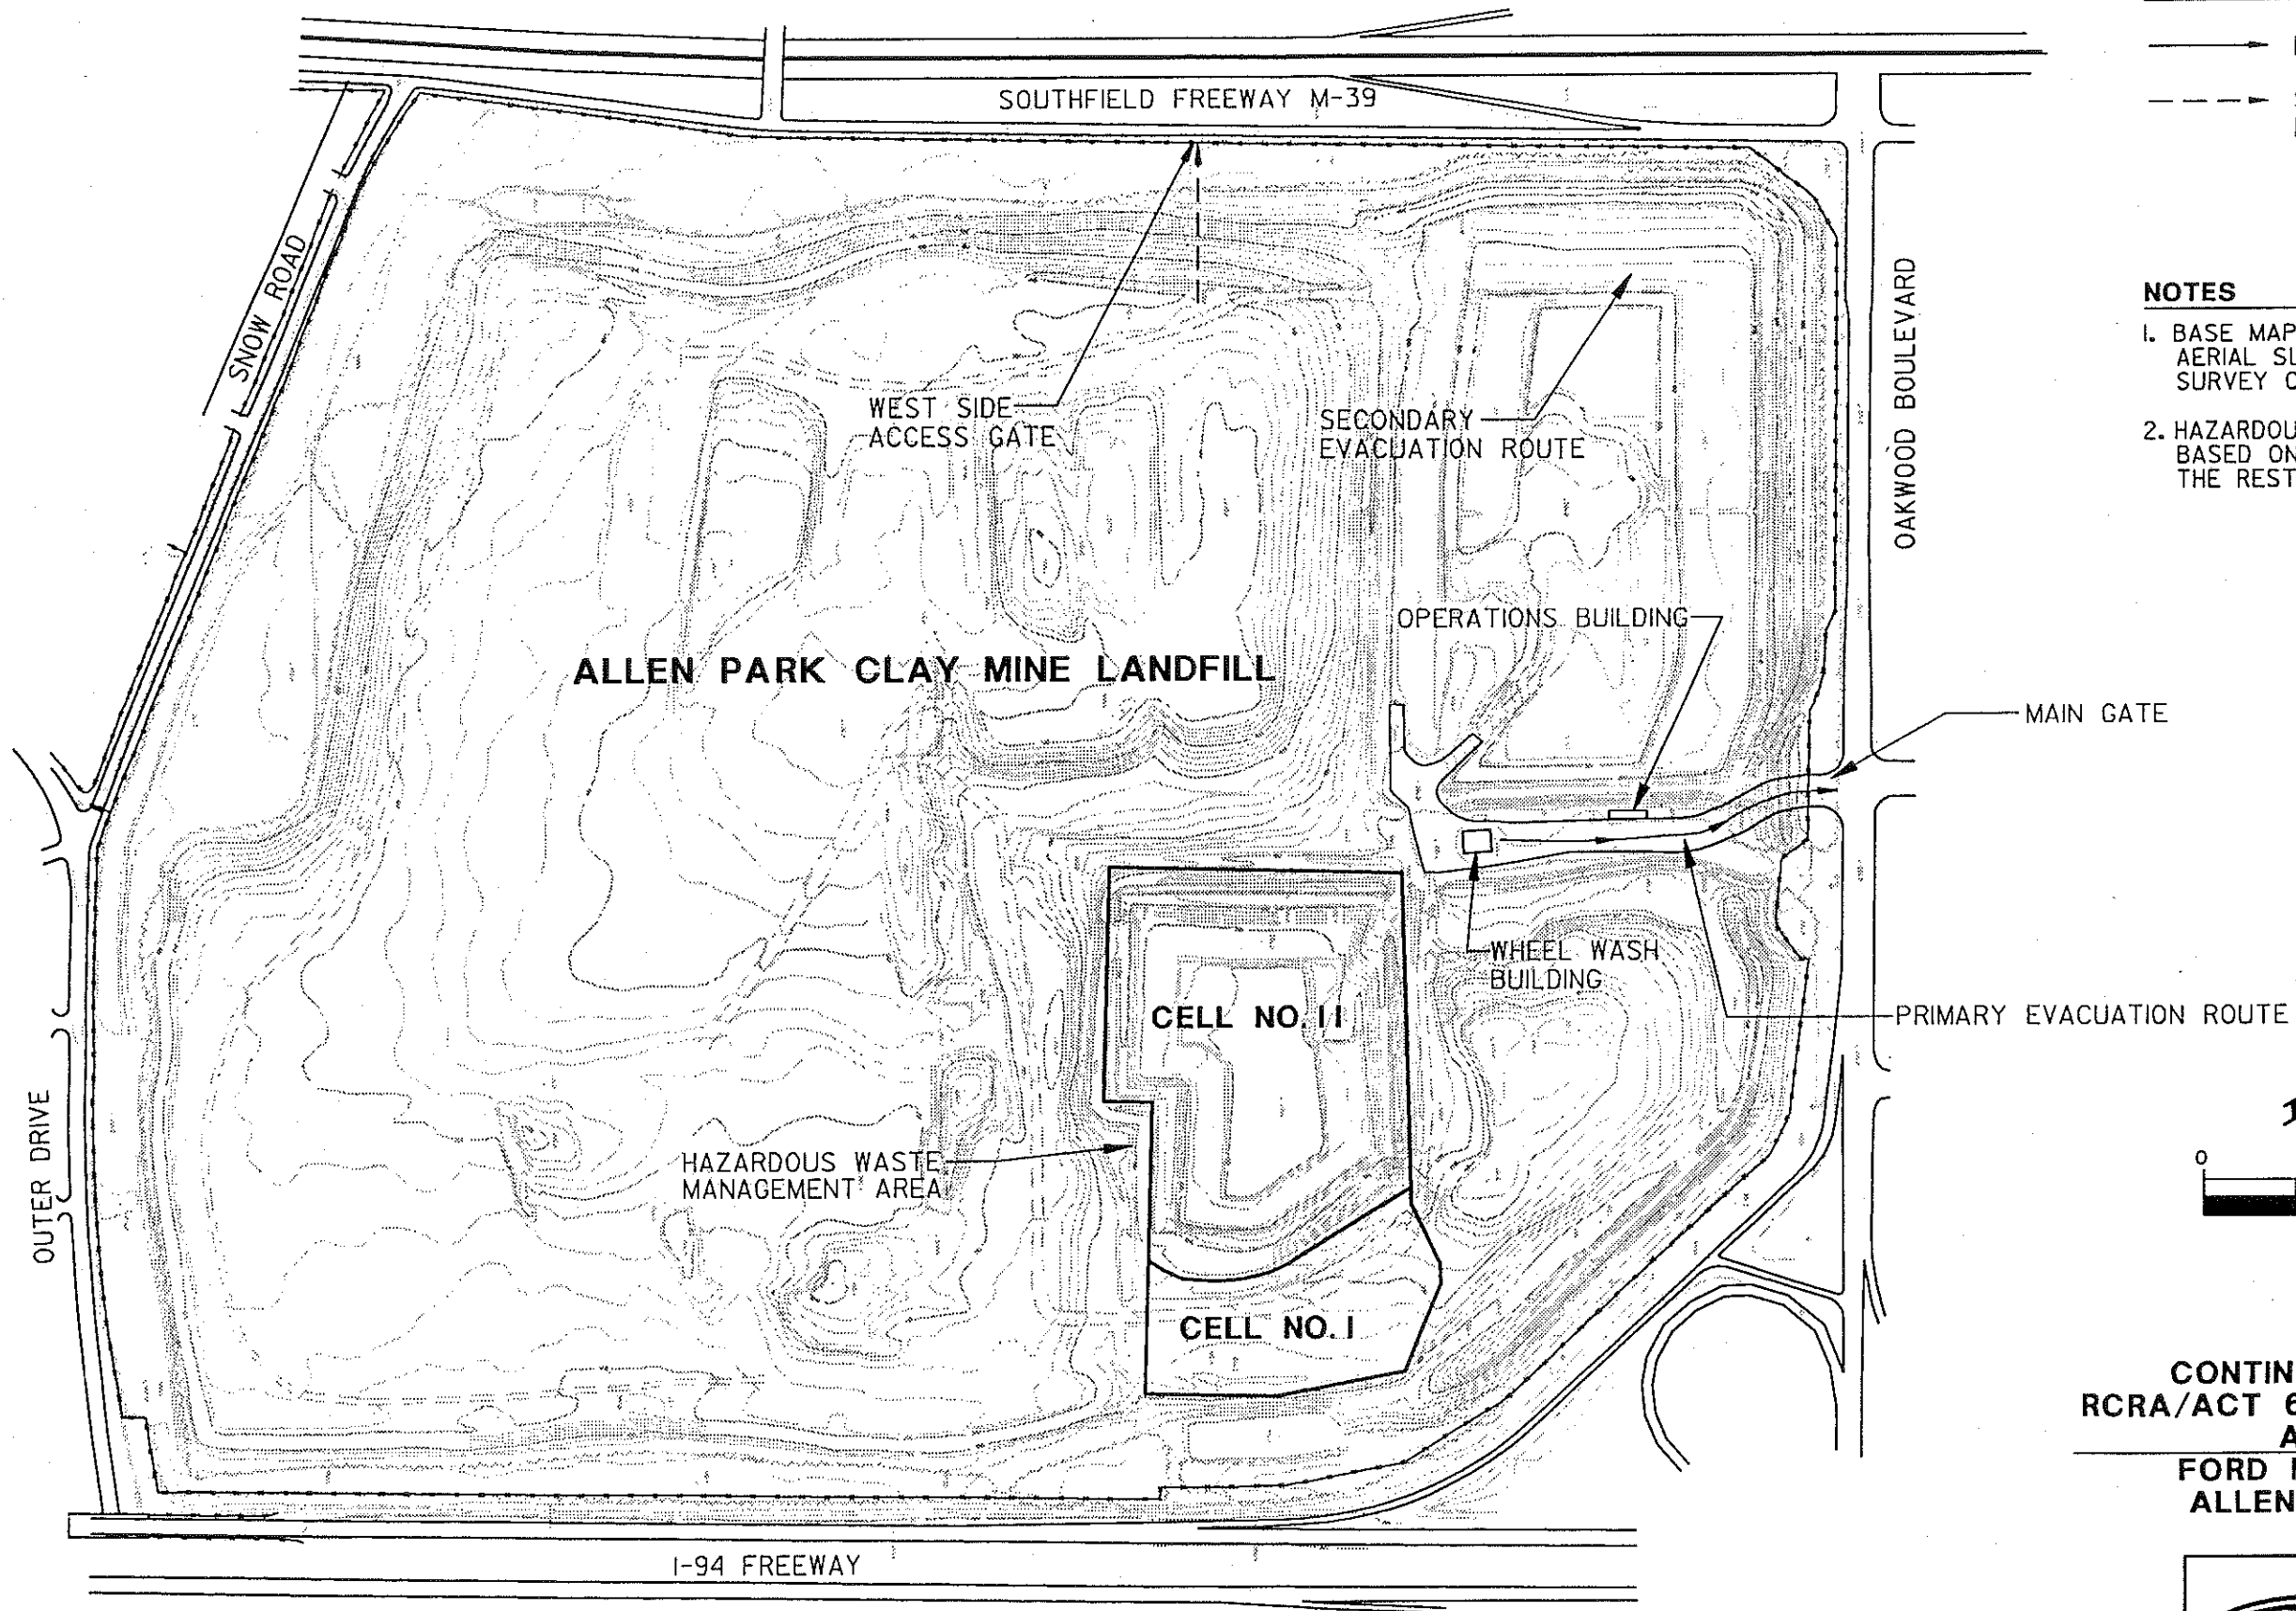 SOUTHFIELD FREEWAY M-39
SNOW ROAD
OAKWOOD BOULEVARD
NOTES
1. BASE MAP
AERIAL
SURVEY
2. HAZARDOU
BASED ON
THE REST
WEST SIDE
ACCESS GATE
SECONDARY
EVACUATION ROUTE
OPERATIONS BUILDING
ALLEN PARK CLAY MINE LANDFILL
MAIN GATE
WHEEL WASH
BUILDING
CELL NO. II
PRIMARY EVACUATION ROUTE
OUTER DRIVE
HAZARDOUS WASTE
MANAGEMENT AREA
0
CELL NO. I
CONTIN
RCRA/ACT 6
A
FORD
ALLEN
I-94 FREEWAY